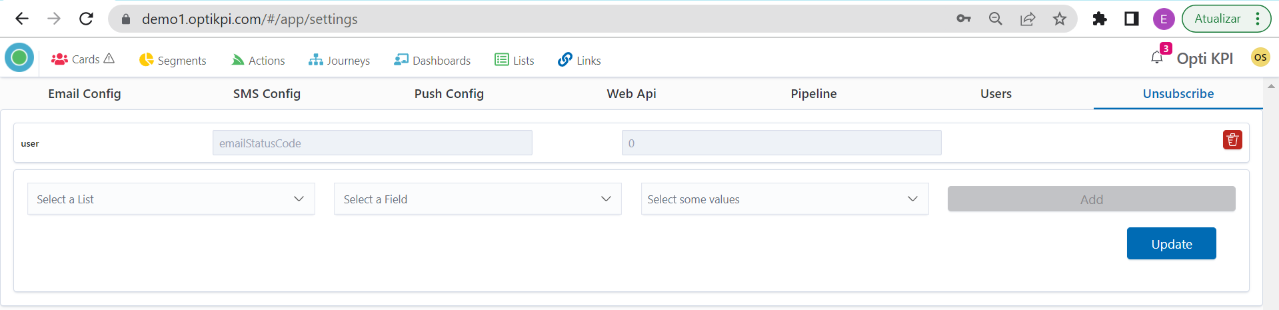 demo1.optikpi.com/#/app/settings
E
Atualizar
Cards
Segments
Actions
Journeys
Dashboards
Lists
Links
3
Opti KPI
OS
Email Config
SMS Config
Push Config
Web Api
Pipeline
Users
Unsubscribe
user
emailStatusCode
0
Select a List
Select a Field
Select some values
Add
Update